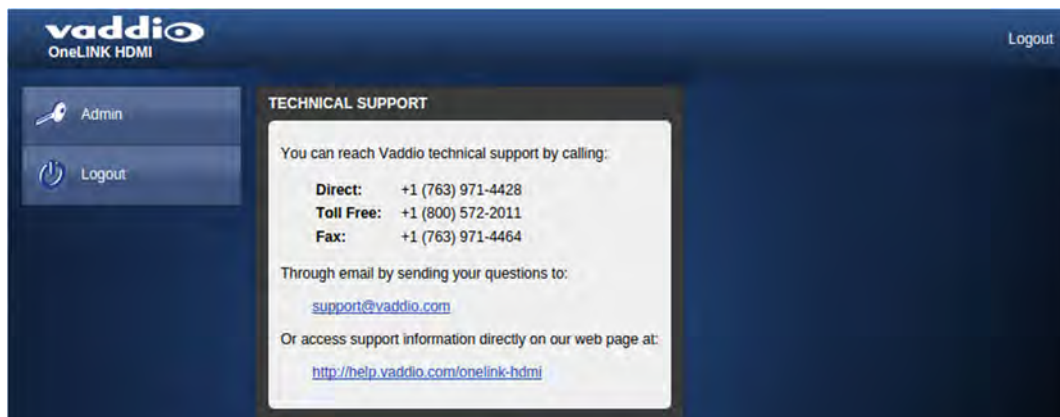 vaddio
OneLINK HDMI
Logout
Admin
Logout
TECHNICAL SUPPORT
You can reach Vaddio technical support by calling:
Direct: +1 (763) 971-4428
Toll Free: +1 (800) 572-2011
Fax: +1 (763) 971-4464
Through email by sending your questions to:
support@vaddio.com
Or access support information directly on our web page at:
http://help.vaddio.com/onelink-hdmi